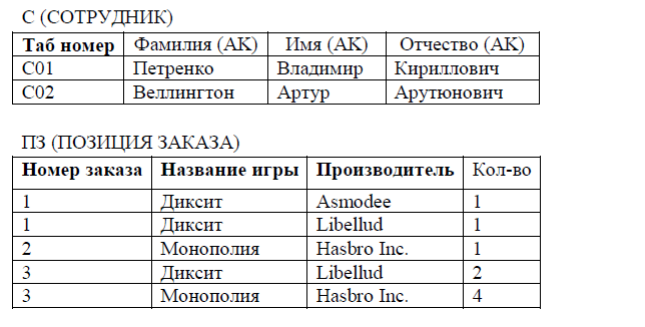 С (СОТРУДНИК)
Таб номер Фамилия (АК) Имя (АК) Отчество (АК)
С01 Петренко Владимир Кириллович
С02 Веллингтон Артур Арутюнович
ПЗ (ПОЗИЦИЯ ЗАКАЗА)
Номер заказа Название игры Производитель Кол-во
1 Диксит Asmodee 1
1 Диксит Libellud 1
2 Монополия Hasbro Inc. 1
3 Диксит Libellud 2
3 Монополия Hasbro Inc. 4